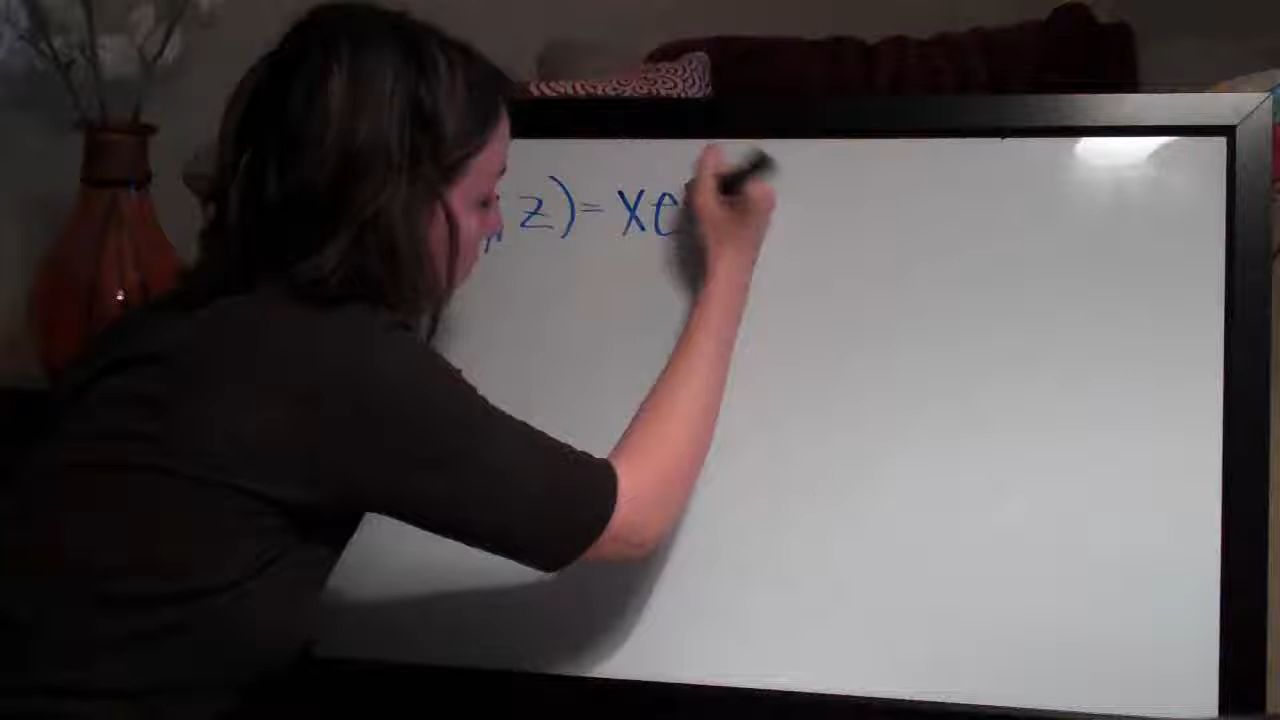 z) = xe